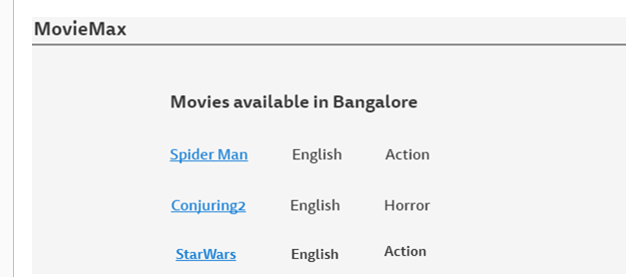 MovieMax
Movies available in Bangalore
Spider Man English Action
Conjuring2 English Horror
StarWars English Action